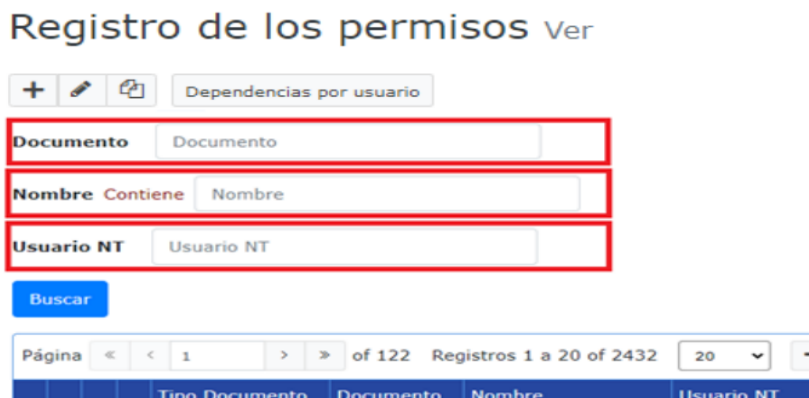 Registro de los permisos Ver
Dependencias por usuario
Documento Documento
Nombre Contiene Nombre
Usuario NT Usuario NT
Buscar
Página « < 1 > » of 122 Registros 1 a 20 of 2432 20
Tipo Documento Documento Nombre Usuario NT